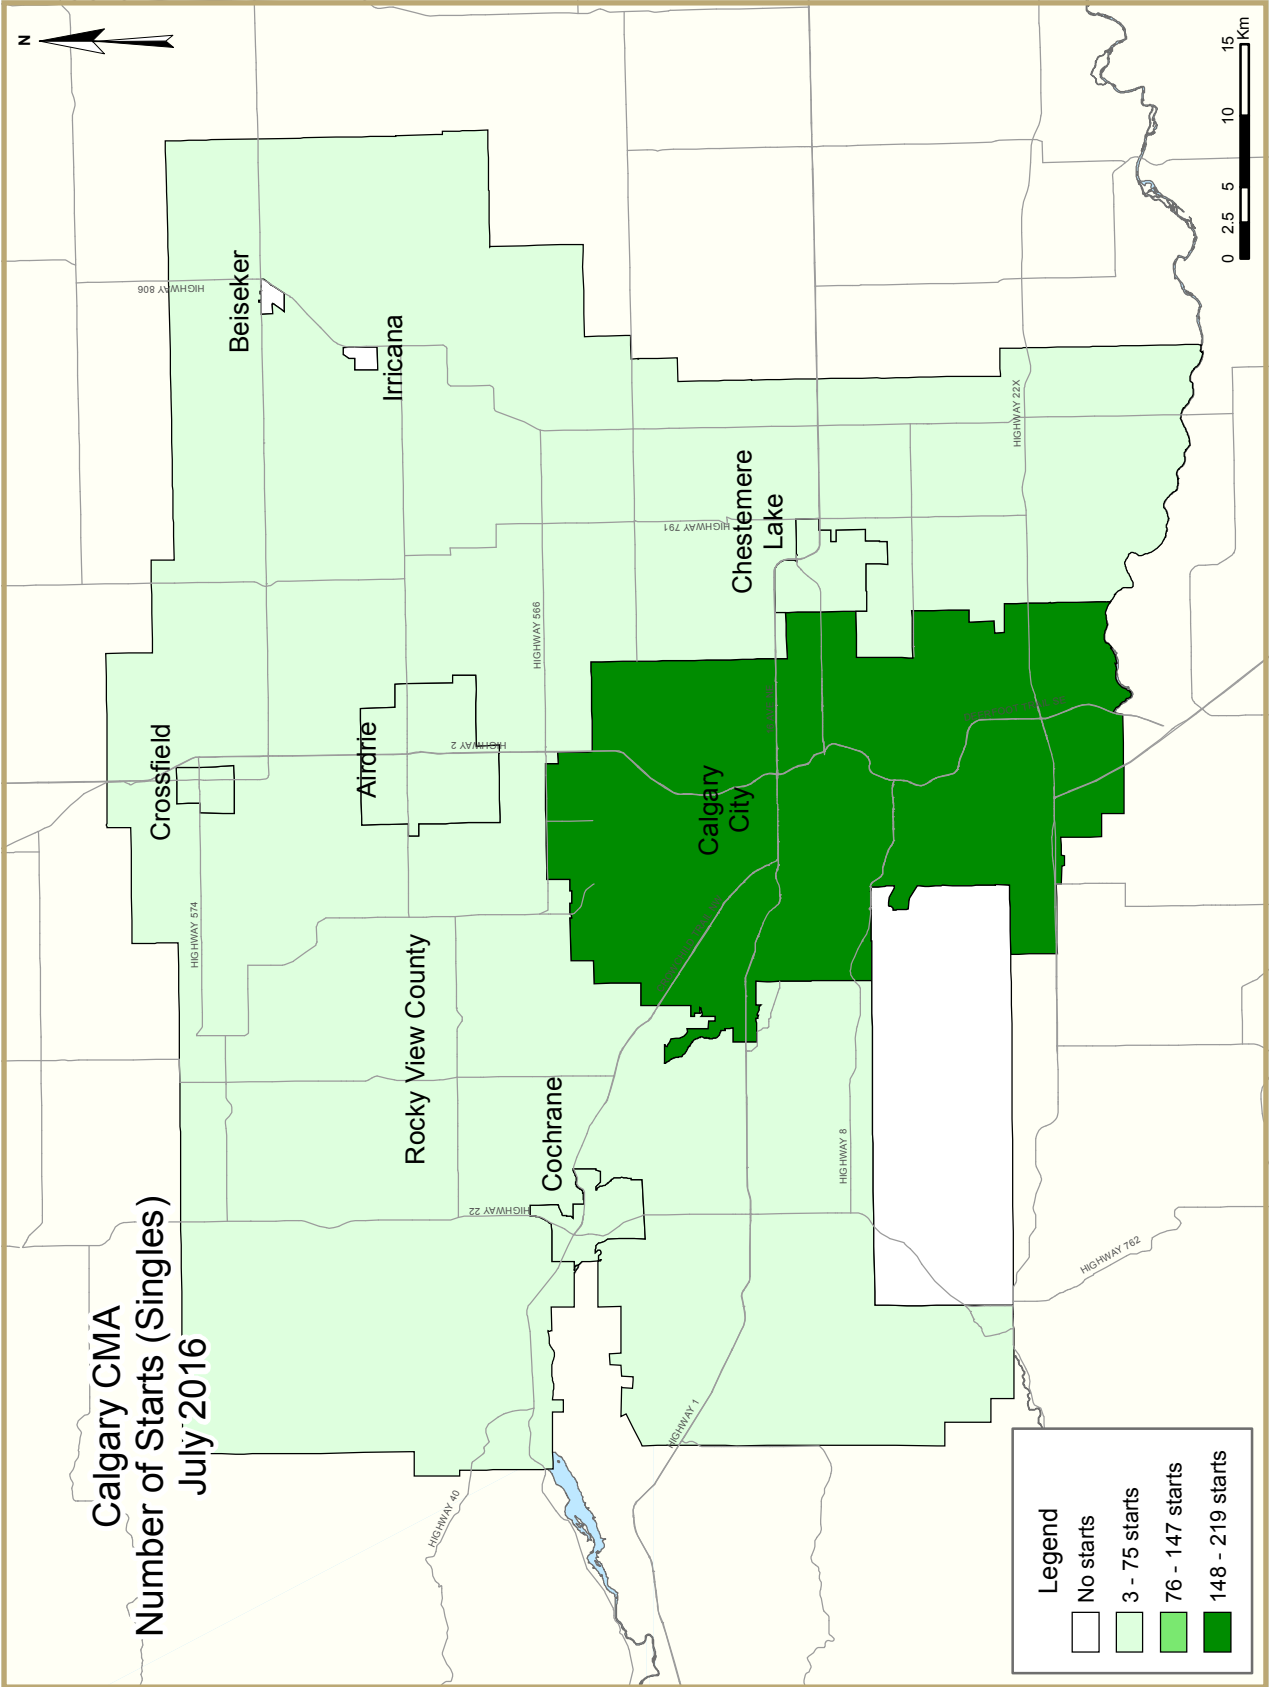 Calgary CMA
Number of Starts (Singles)
July 2016
N
Crossfield
Beiseker
Irricana
Airdrie
Rocky View County
Cochrane
Calgary
City
Chestemere
Lake
HIGHWAY 806
HIGHWAY 574
HIGHWAY 566
HIGHWAY 2
HIGHWAY 791
HIGHWAY 22
HIGHWAY 22X
HIGHWAY 8
HIGHWAY 1
HIGHWAY 40
HIGHWAY 762
Legend
No starts
3 - 75 starts
76 - 147 starts
148 - 219 starts
0 2.5 5 10 15
Km